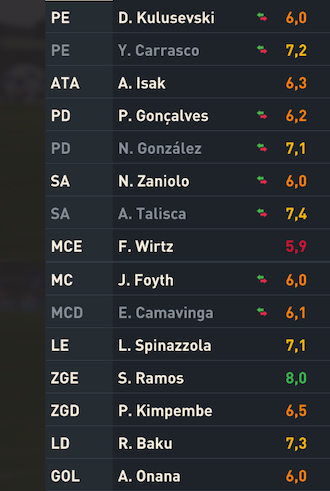 PE D. Kulusevski 6,0
PE Y. Carrasco 7,2
ATA A. Isak 6,3
PD P. Gonçalves 6,2
PD N. González 7,1
SA N. Zaniolo 6,0
SA A. Talisca 7,4
MCE F. Wirtz 5,9
MC J. Foyth 6,0
MCD E. Camavinga 6,1
LE L. Spinazzola 7,1
ZGE S. Ramos 8,0
ZGD P. Kimpembe 6,5
LD R. Baku 7,3
GOL A. Onana 6,0